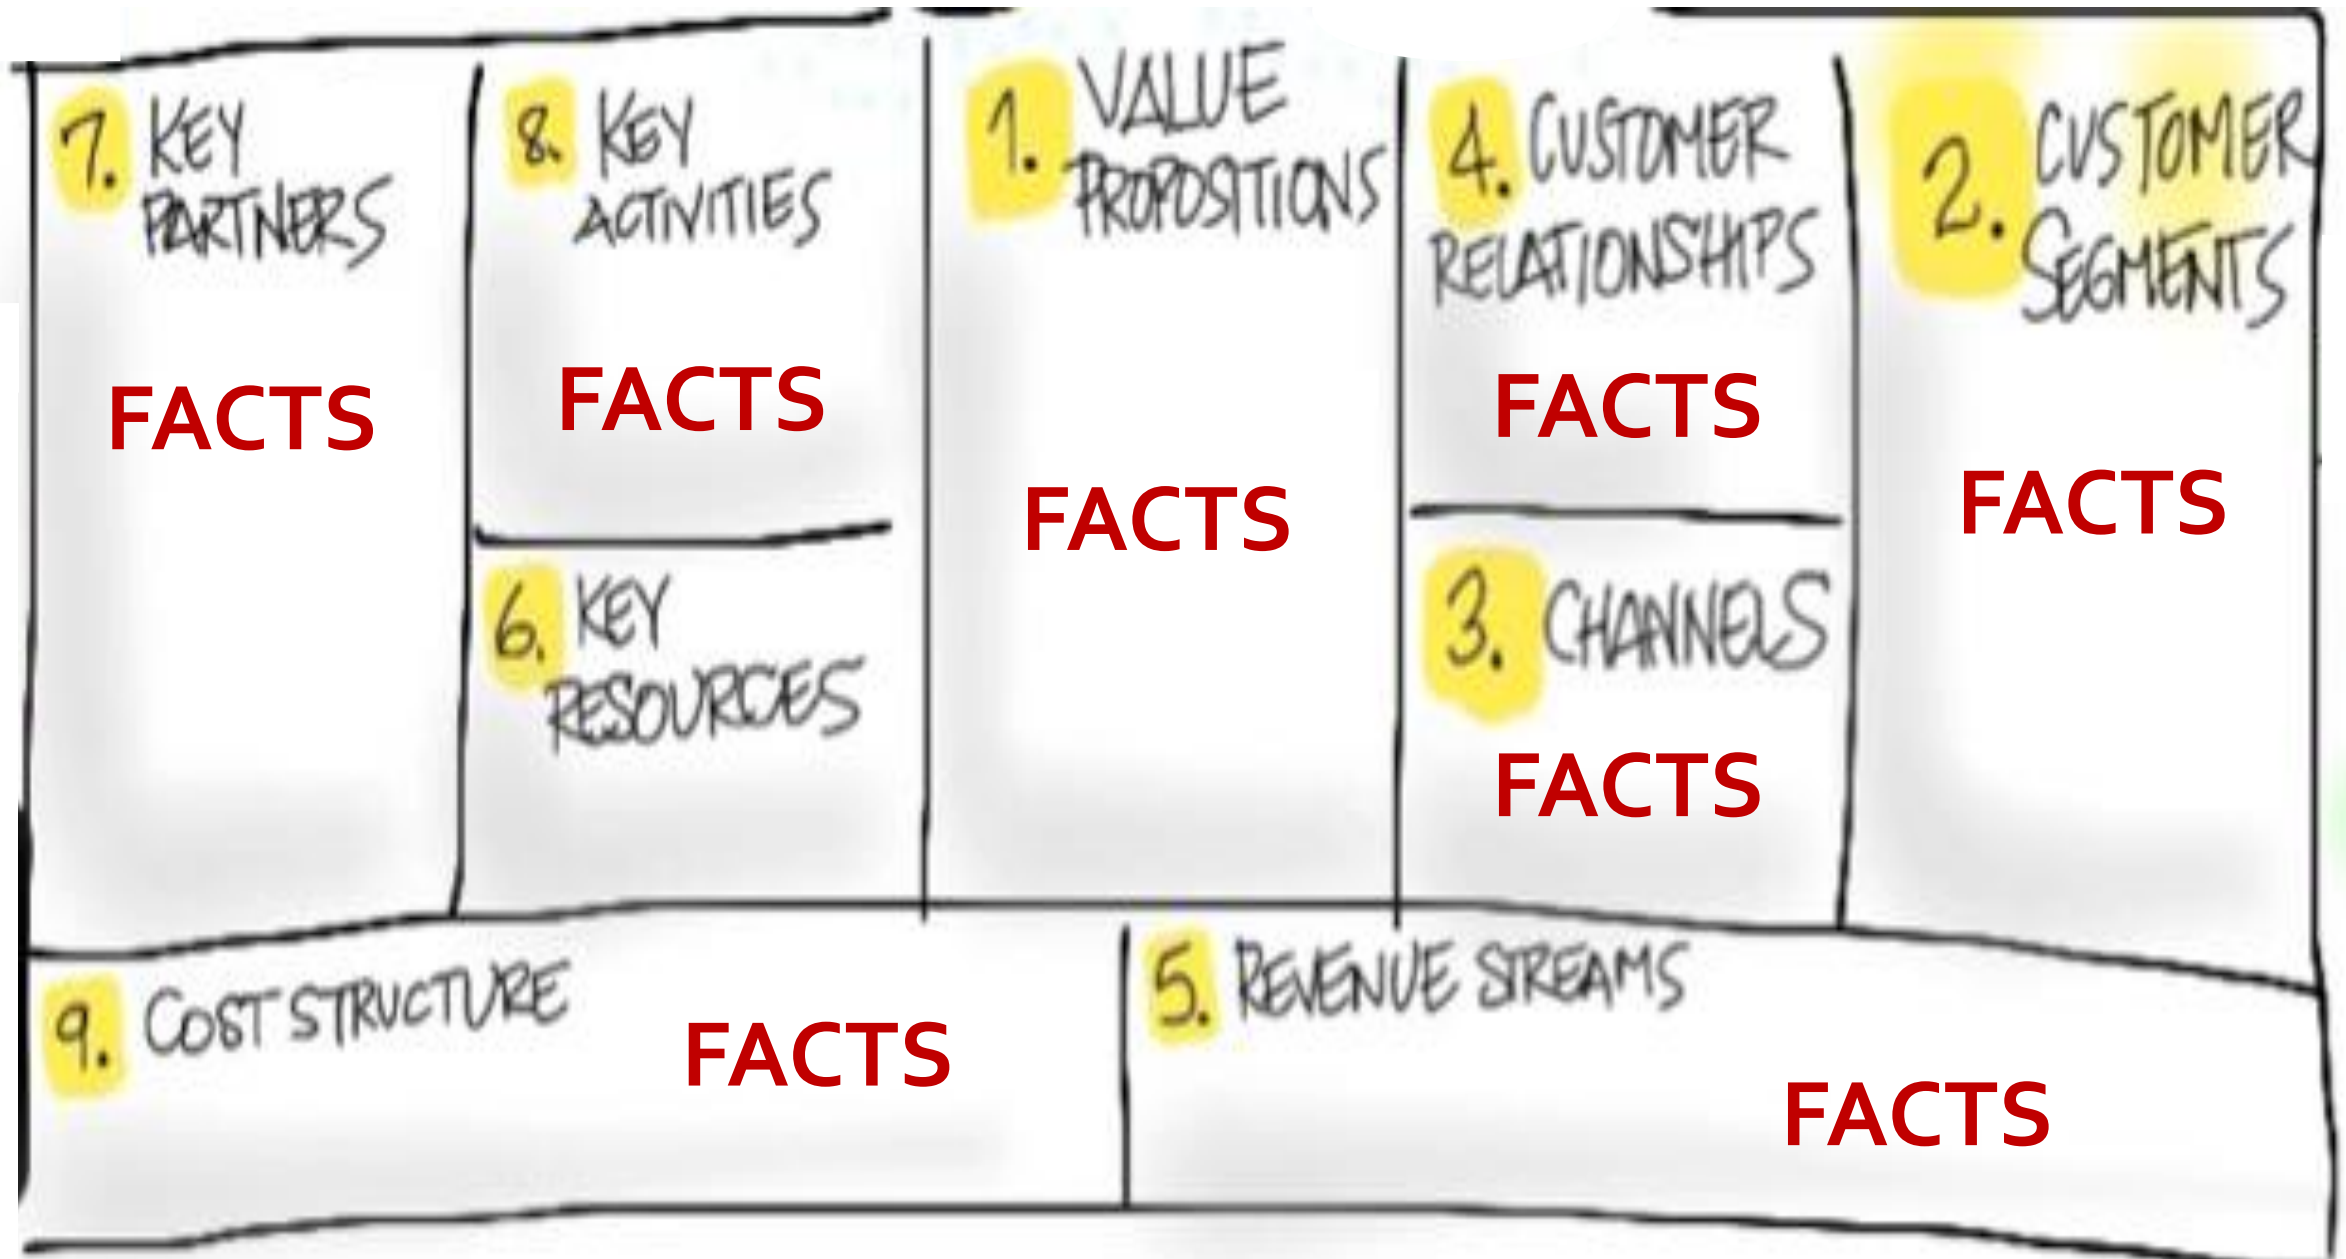 7. KEY
PARTNERS
FACTS
8. KEY
ACTIVITIES
FACTS
6. KEY
RESOURCES
1. VALUE
PROPOSITIONS
FACTS
4. CUSTOMER
RELATIONSHIPS
FACTS
3. CHANNELS
FACTS
2. CUSTOMER
SEGMENTS
FACTS
9. COST STRUCTURE
FACTS
5. REVENUE STREAMS
FACTS